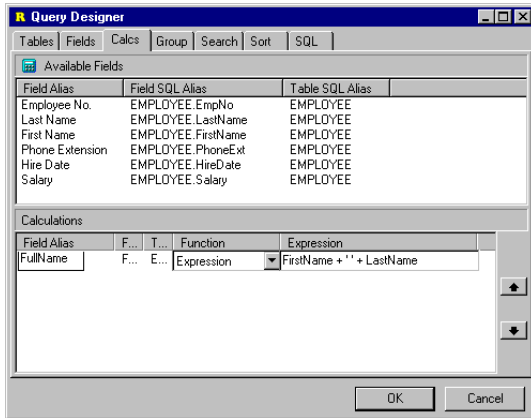 R Query Designer
Tables Fields Calcs Group Search Sort SQL
Available Fields
Field Alias Field SQL Alias Table SQL Alias
Employee No. EMPLOYEE.EmpNo EMPLOYEE
Last Name EMPLOYEE.LastName EMPLOYEE
First Name EMPLOYEE.FirstName EMPLOYEE
Phone Extension EMPLOYEE.PhoneExt EMPLOYEE
Hire Date EMPLOYEE.HireDate EMPLOYEE
Salary EMPLOYEE.Salary EMPLOYEE
Calculations
Field Alias F... T... Function Expression
FullName F... E... Expression FirstName + ' ' + LastName
OK Cancel